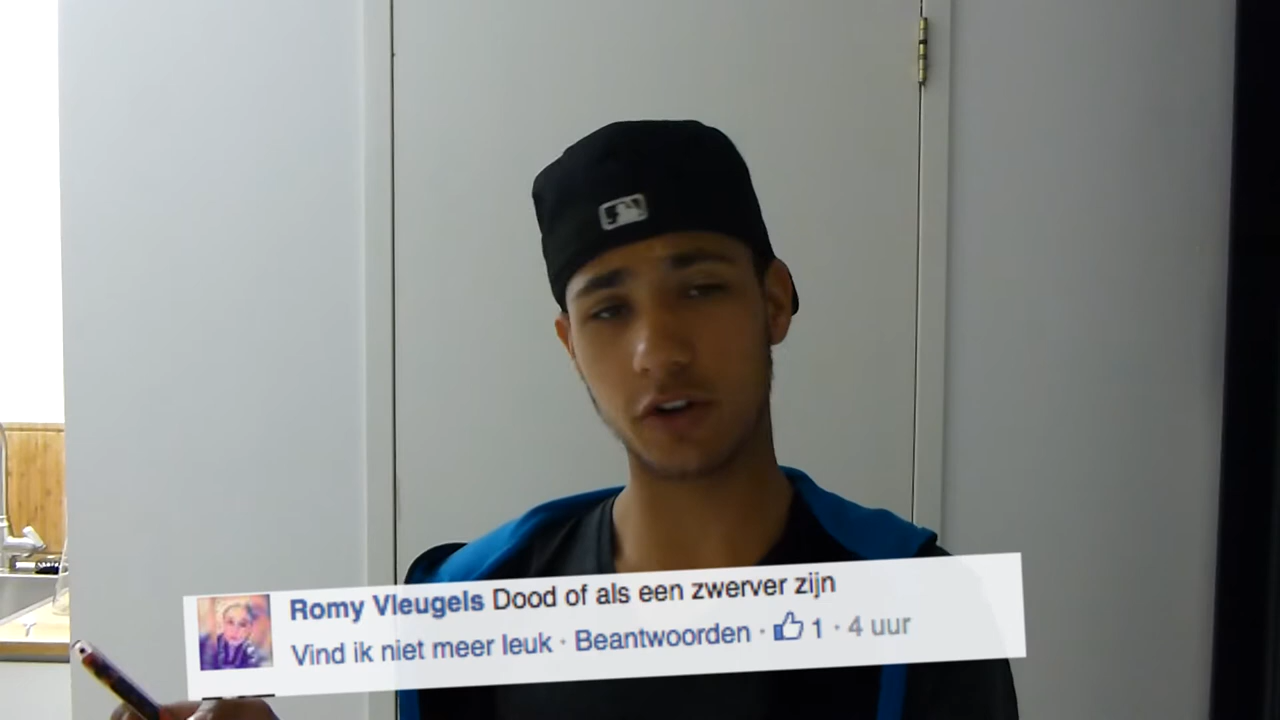 Romy Vleugels Dood of als een zwerver zijn
Vind ik niet meer leuk · Beantwoorden · 1 · 4 uur